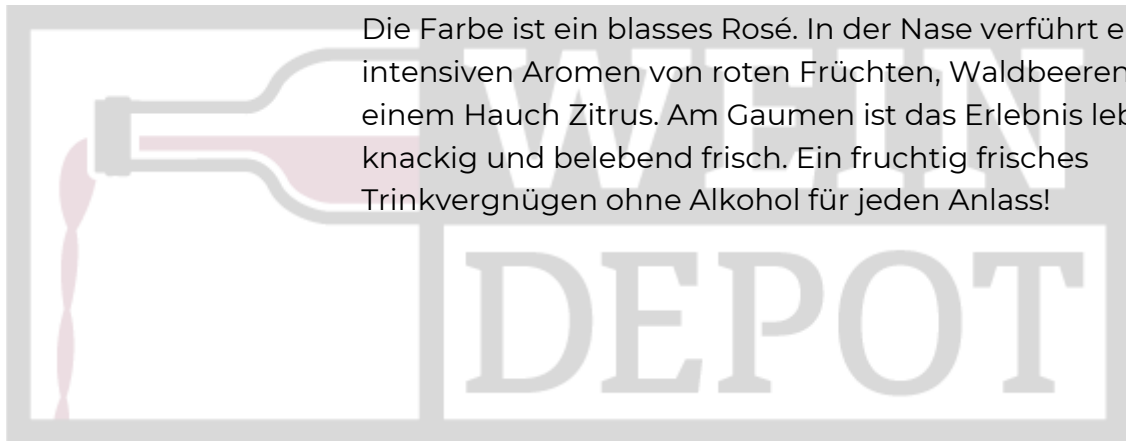 Die Farbe ist ein blasses Rosé. In der Nase verführt e
intensiven Aromen von roten Früchten, Waldbeeren
einem Hauch Zitrus. Am Gaumen ist das Erlebnis leb
knackig und belebend frisch. Ein fruchtig frisches
Trinkvergnügen ohne Alkohol für jeden Anlass!
WEIN
DEPOT